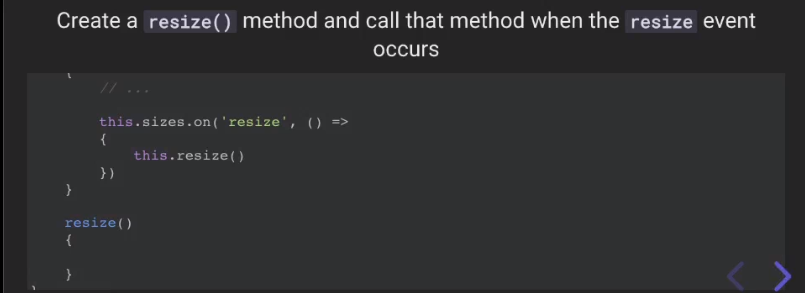 Create a resize() method and call that method when the resize event
occurs
{
// ...
this.sizes.on('resize', () =>
{
this.resize()
})
}
resize()
{
}